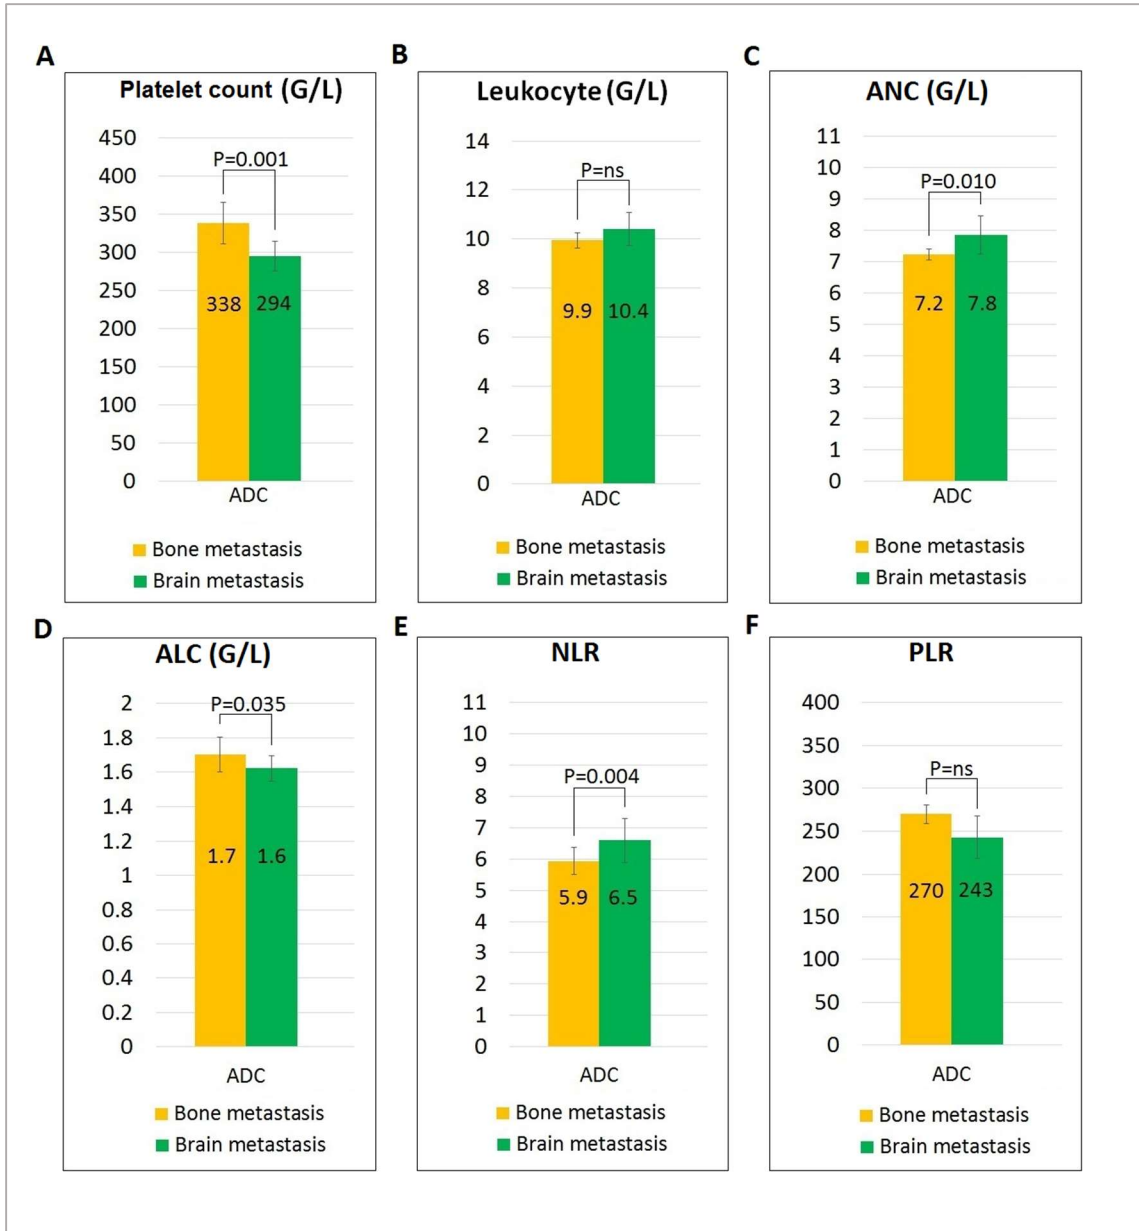 A
Platelet count (G/L)
450
400
350
300
250
200
150
100
50
0
P=0.001
338
294
ADC
Bone metastasis
Brain metastasis
B
Leukocyte (G/L)
14
12
10
8
6
4
2
0
P=ns
9.9
10.4
ADC
Bone metastasis
Brain metastasis
C
ANC (G/L)
11
10
9
8
7
6
5
4
3
2
1
0
P=0.010
7.2
7.8
ADC
Bone metastasis
Brain metastasis
D
ALC (G/L)
2
1.8
1.6
1.4
1.2
1
0.8
0.6
0.4
0.2
0
P=0.035
1.7
1.6
ADC
Bone metastasis
Brain metastasis
E
NLR
11
10
9
8
7
6
5
4
3
2
1
0
P=0.004
5.9
6.5
ADC
Bone metastasis
Brain metastasis
F
PLR
400
350
300
250
200
150
100
50
0
P=ns
270
243
ADC
Bone metastasis
Brain metastasis